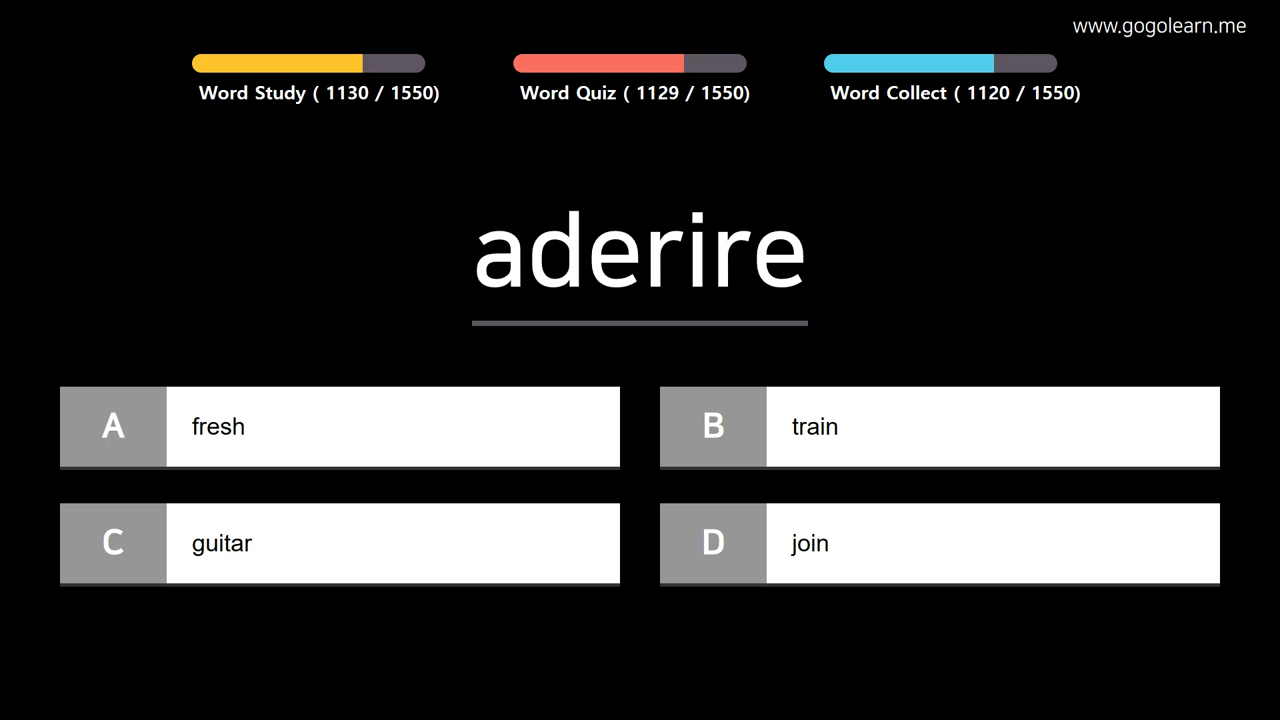 www.gogolearn.me
Word Study ( 1130 / 1550)
Word Quiz ( 1129 / 1550)
Word Collect ( 1120 / 1550)
aderire
A fresh
B train
C guitar
D join